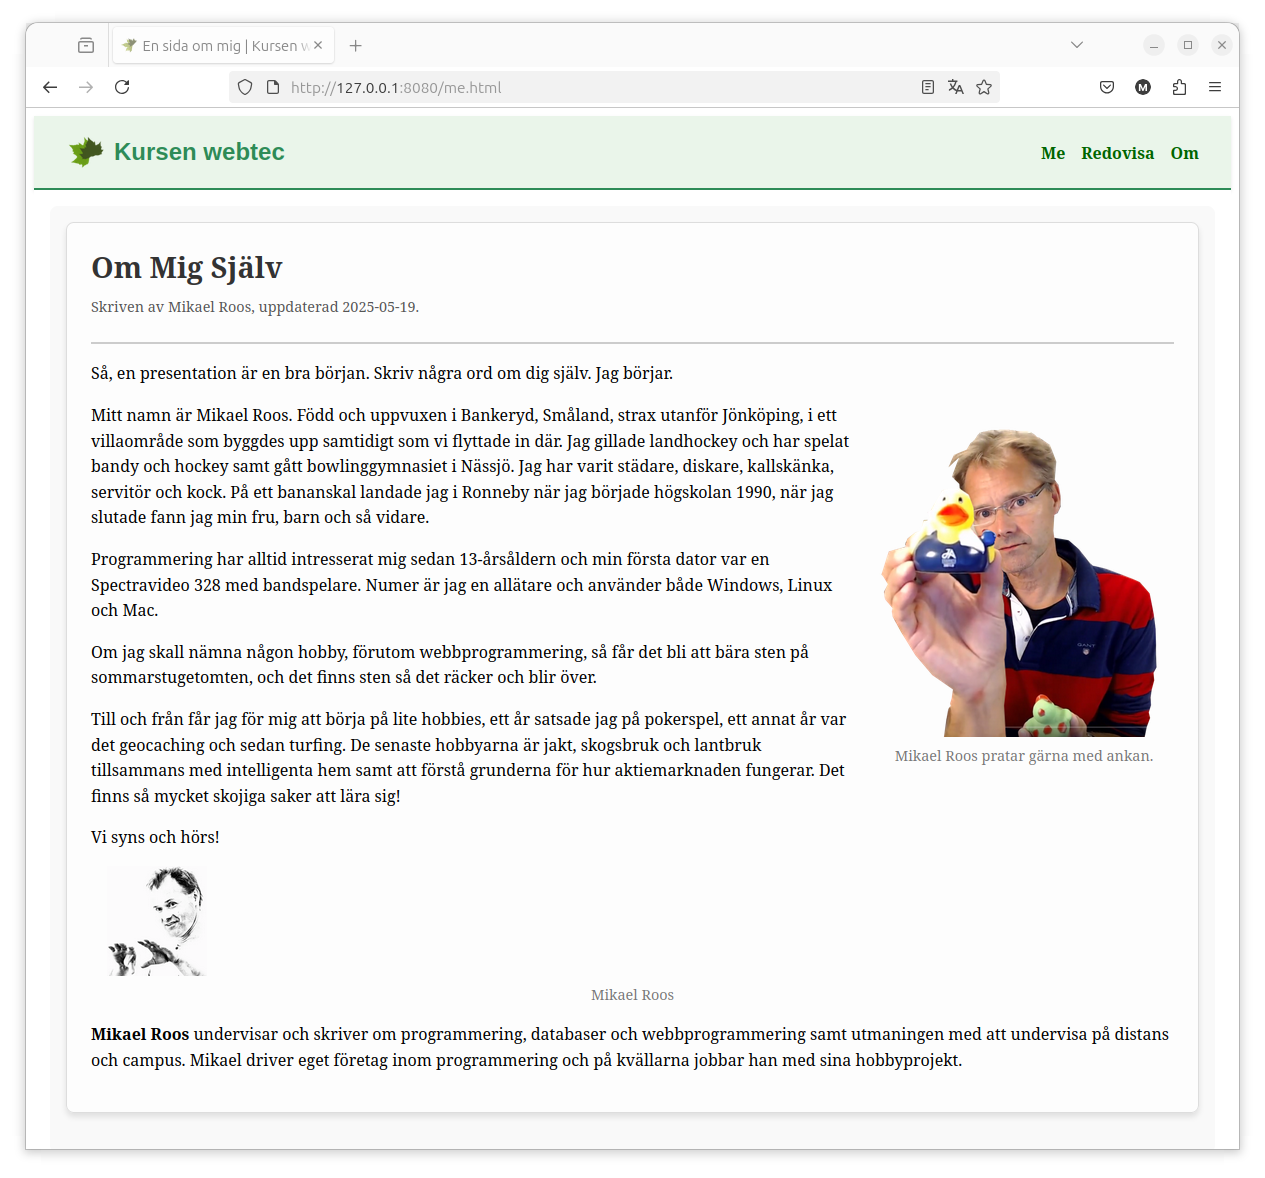 En sida om mig | Kursen w
http://127.0.0.1:8080/me.html
M
Kursen webtec
Me Redovisa Om
Om Mig Själv
Skriven av Mikael Roos, uppdaterad 2025-05-19.
Så, en presentation är en bra början. Skriv några ord om dig själv. Jag börjar.
Mitt namn är Mikael Roos. Född och uppvuxen i Bankeryd, Småland, strax utanför Jönköping, i ett
villaområde som byggdes upp samtidigt som vi flyttade in där. Jag gillade landhockey och har spelat
bandy och hockey samt gått bowlinggymnasiet i Nässjö. Jag har varit städare, diskare, kallskänka,
servitör och kock. På ett bananskal landade jag i Ronneby när jag började högskolan 1990, när jag
slutade fann jag min fru, barn och så vidare.
Programmering har alltid intresserat mig sedan 13-årsåldern och min första dator var en
Spectravideo 328 med bandspelare. Numer är jag en allätare och använder både Windows, Linux
och Mac.
Om jag skall nämna någon hobby, förutom webbprogrammering, så får det bli att bära sten på
sommarstugetomten, och det finns sten så det räcker och blir över.
Till och från får jag för mig att börja på lite hobbies, ett år satsade jag på pokerspel, ett annat år var
det geocaching och sedan turfing. De senaste hobbyarna är jakt, skogsbruk och lantbruk
tillsammans med intelligenta hem samt att förstå grunderna för hur aktiemarknaden fungerar. Det
finns så mycket skojiga saker att lära sig!
Vi syns och hörs!
GANT
Mikael Roos pratar gärna med ankan.
Mikael Roos
Mikael Roos undervisar och skriver om programmering, databaser och webbprogrammering samt utmaningen med att undervisa på distans
och campus. Mikael driver eget företag inom programmering och på kvällarna jobbar han med sina hobbyprojekt.